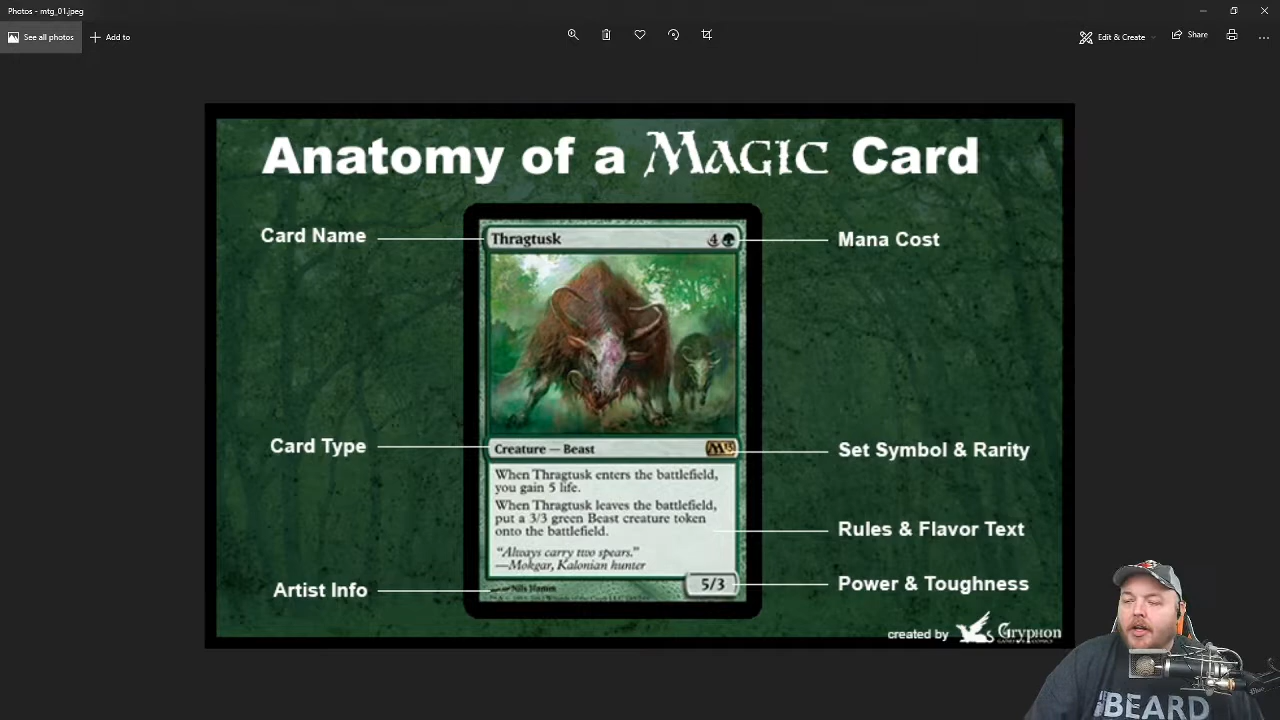 Photos - mtg_01.jpeg
See all photos
Add to
Edit & Create
Share
Anatomy of a MAGIC Card
Card Name
Thragtusk
4
Mana Cost
Card Type
Creature — Beast
M13
Set Symbol & Rarity
When Thragtusk enters the battlefield,
you gain 5 life.
When Thragtusk leaves the battlefield,
put a 3/3 green Beast creature token
onto the battlefield.
Rules & Flavor Text
"Always carry two spears."
—Mokgar, Kalonian hunter
Artist Info
Nils Hamm
5/3
Power & Toughness
created by Gryphon
BEARD